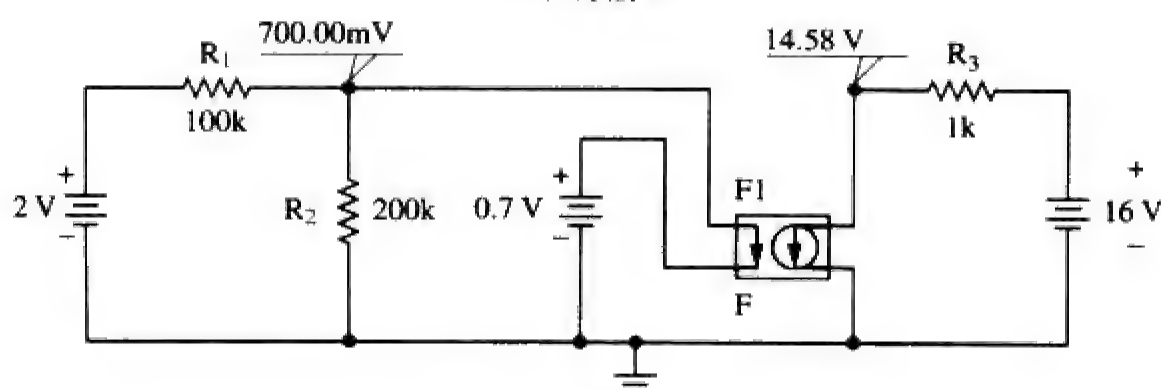 700.00mV
14.58 V
R1
R3
100k
1k
+
+
+
2 V
R2
200k
0.7 V
F1
16 V
-
-
-
F